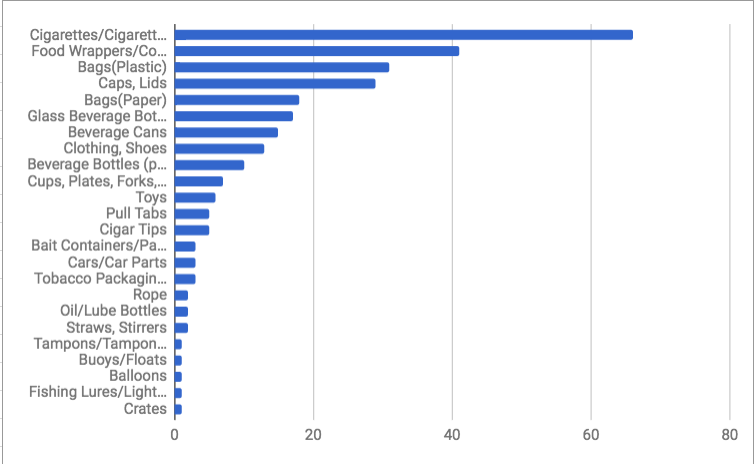 Cigarettes/Cigarett...
Food Wrappers/Co...
Bags(Plastic)
Caps, Lids
Bags(Paper)
Glass Beverage Bot...
Beverage Cans
Clothing, Shoes
Beverage Bottles (p...
Cups, Plates, Forks,...
Toys
Pull Tabs
Cigar Tips
Bait Containers/Pa...
Cars/Car Parts
Tobacco Packagin...
Rope
Oil/Lube Bottles
Straws, Stirrers
Tampons/Tampon...
Buoys/Floats
Balloons
Fishing Lures/Light...
Crates
0 20 40 60 80